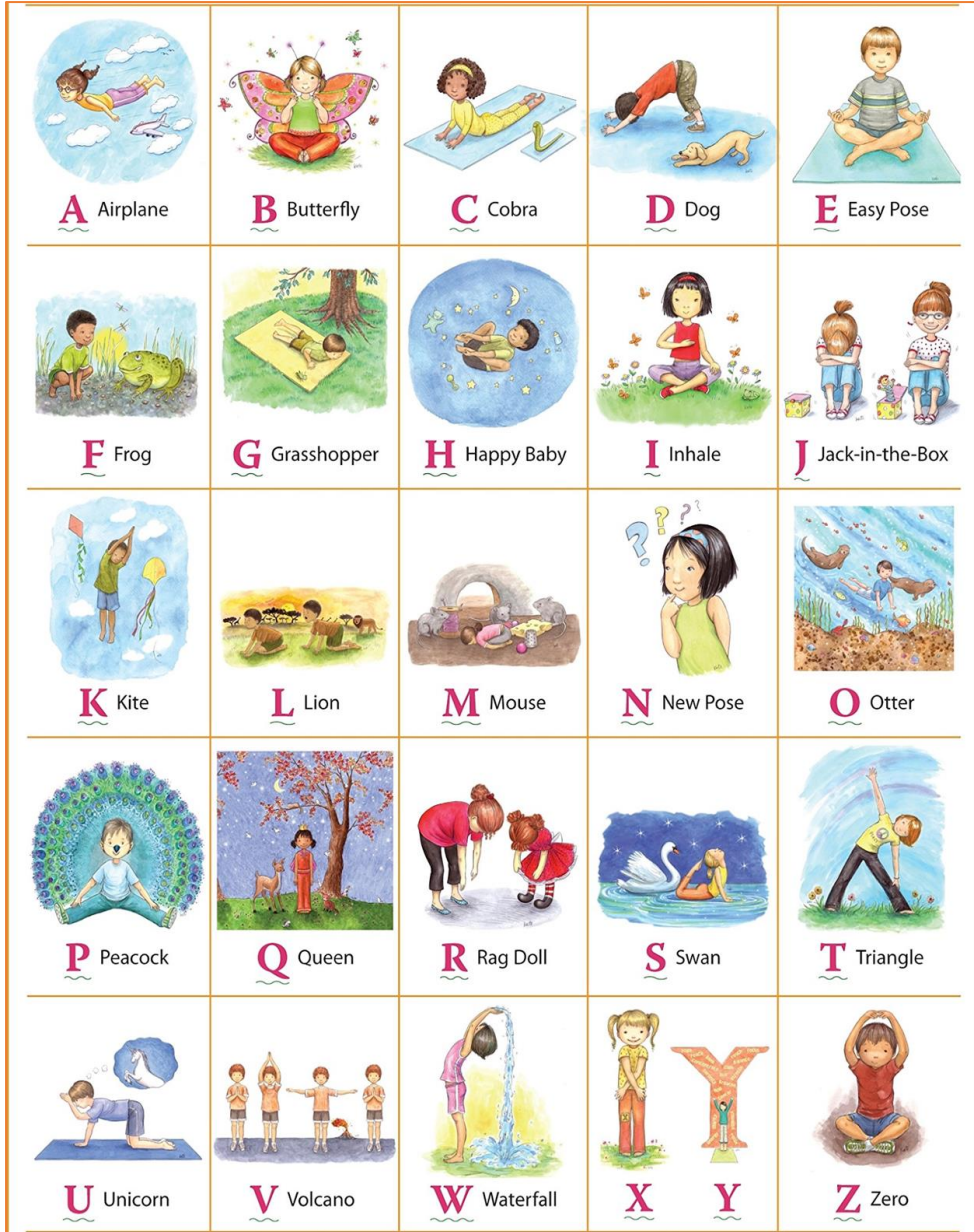 A Airplane
B Butterfly
C Cobra
D Dog
E Easy Pose
F Frog
G Grasshopper
H Happy Baby
I Inhale
J Jack-in-the-Box
? ? ? ?
K Kite
L Lion
M Mouse
N New Pose
O Otter
P Peacock
Q Queen
R Rag Doll
S Swan
T Triangle
U Unicorn
V Volcano
W Waterfall
X Y
Z Zero